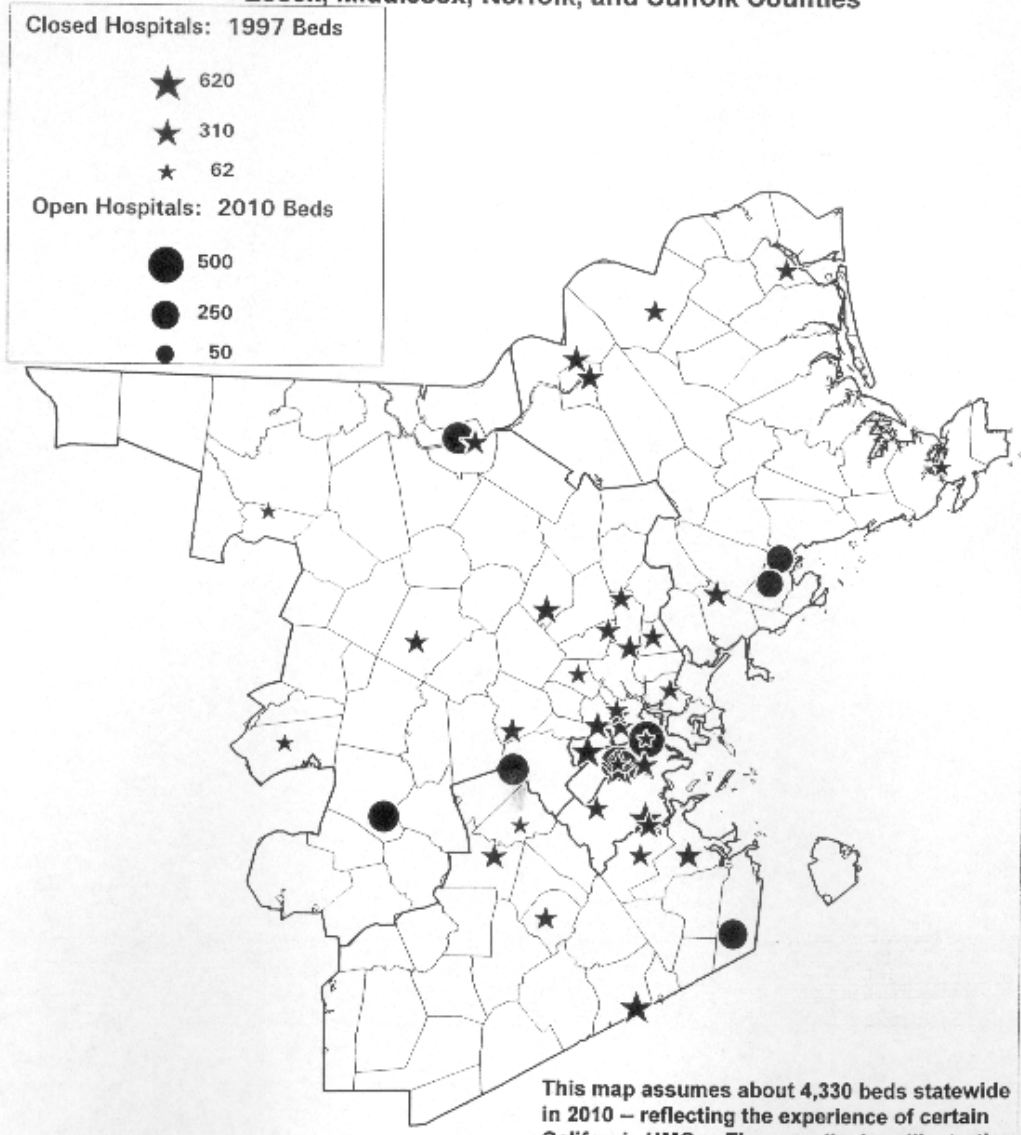 Essex, Middlesex, Norfolk, and Suffolk Counties
Closed Hospitals: 1997 Beds
620
310
62
Open Hospitals: 2010 Beds
500
250
50
This map assumes about 4,330 beds statewide
in 2010 – reflecting the experience of certain